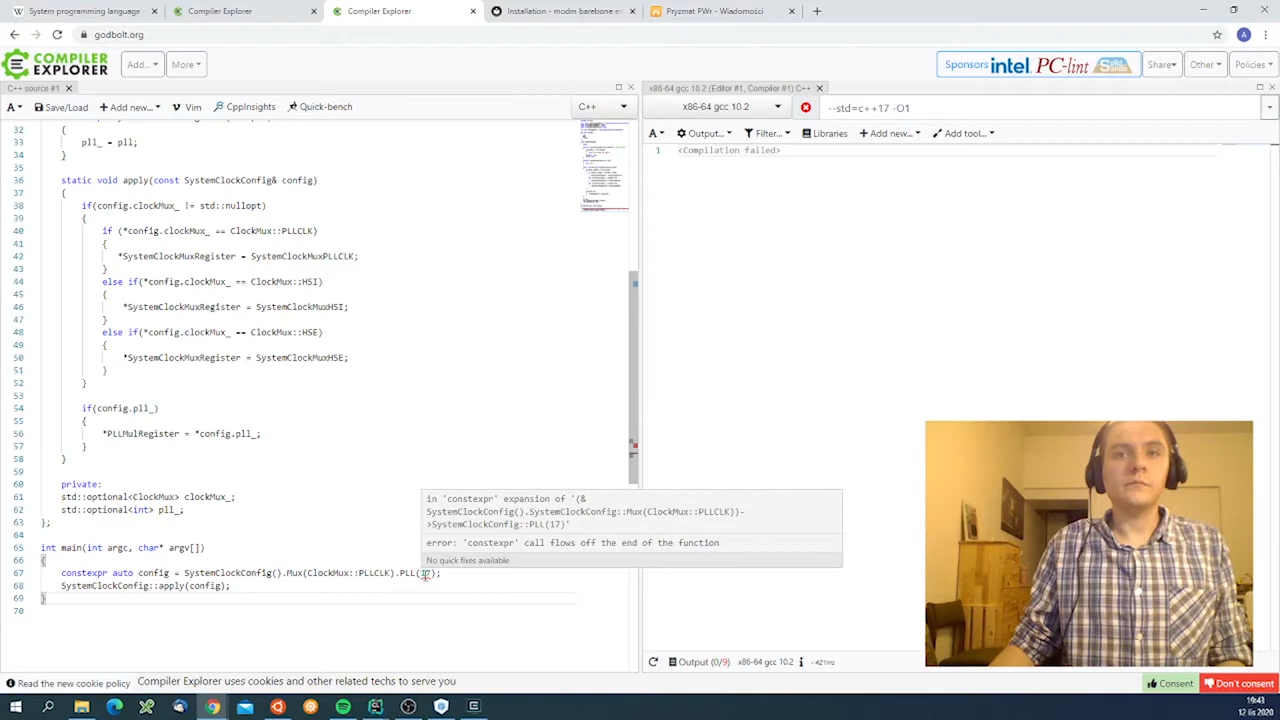 System programming language - Wikip
Compiler Explorer
Compiler Explorer
Installation - modm barebone em
Pryzmat PWr - Wiadomości
godbolt.org
A
COMPILER
EXPLORER
Add...
More
Sponsors intel PC-lint Solid Sands
Share
Other
Policies
C++ source #1
x86-64 gcc 10.2 (Editor #1, Compiler #1) C++
A
Save/Load
+ Add new...
Vim
CppInsights
Quick-bench
C++
x86-64 gcc 10.2
--std=c++17 -O1
A
Output...
Filter...
Libraries
+ Add new...
Add tool...
1 <Compilation failed>
32 {
33 pll_ = pll;
34 }
35
36 static void apply(const SystemClockConfig& config)
37 {
38 if(config.clockMux_ != std::nullopt)
39 {
40 if (*config.clockMux_ == ClockMux::PLLCLK)
41 {
42 *SystemClockMuxRegister = SystemClockMuxPLLCLK;
43 }
44 else if(*config.clockMux_ == ClockMux::HSI)
45 {
46 *SystemClockMuxRegister = SystemClockMuxHSI;
47 }
48 else if(*config.clockMux_ == ClockMux::HSE)
49 {
50 *SystemClockMuxRegister = SystemClockMuxHSE;
51 }
52 }
53
54 if(config.pll_)
55 {
56 *PLLMulRegister = *config.pll_;
57 }
58 }
59
60 private:
61 std::optional<ClockMux> clockMux_;
62 std::optional<int> pll_;
63 };
64
65 int main(int argc, char* argv[])
66 {
67 constexpr auto config = SystemClockConfig().Mux(ClockMux::PLLCLK).PLL(17);
68 SystemClockConfig::apply(config);
69 }
70
in 'constexpr' expansion of '(&
SystemClockConfig().SystemClockConfig::Mux(ClockMux::PLLCLK))-
>SystemClockConfig::PLL(17)'
error: 'constexpr' call flows off the end of the function
No quick fixes available
Output (0/9) x86-64 gcc 10.2 i - 421ms
Read the new cookie policy
Compiler Explorer uses cookies and other related techs to serve you
Consent
Don't consent
19:43
12 lis 2020